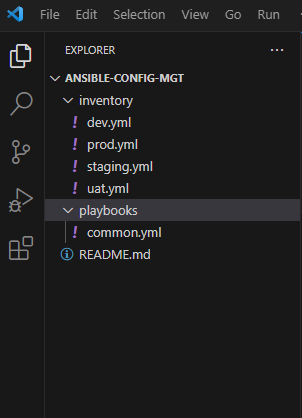 File Edit Selection View Go Run
EXPLORER ...
ANSIBLE-CONFIG-MGT
inventory
! dev.yml
! prod.yml
! staging.yml
! uat.yml
playbooks
! common.yml
README.md